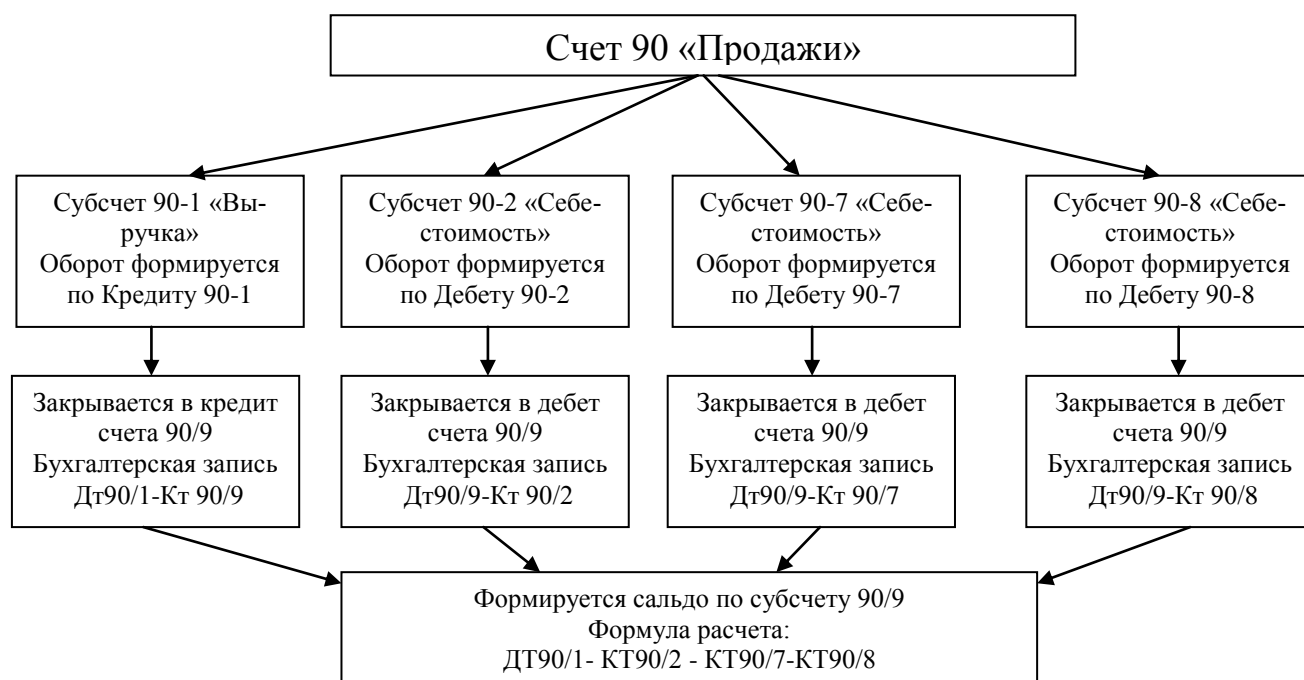 Счет 90 «Продажи»
Субсчет 90-1 «Вы-
ручка»
Оборот формируется
по Кредиту 90-1
Субсчет 90-2 «Себе-
стоимость»
Оборот формируется
по Дебету 90-2
Субсчет 90-7 «Себе-
стоимость»
Оборот формируется
по Дебету 90-7
Субсчет 90-8 «Себе-
стоимость»
Оборот формируется
по Дебету 90-8
Закрывается в кредит
счета 90/9
Бухгалтерская запись
Дт90/1-Кт 90/9
Закрывается в дебет
счета 90/9
Бухгалтерская запись
Дт90/9-Кт 90/2
Закрывается в дебет
счета 90/9
Бухгалтерская запись
Дт90/9-Кт 90/7
Закрывается в дебет
счета 90/9
Бухгалтерская запись
Дт90/9-Кт 90/8
Формируется сальдо по субсчету 90/9
Формула расчета:
ДТ90/1- КТ90/2 - КТ90/7-КТ90/8